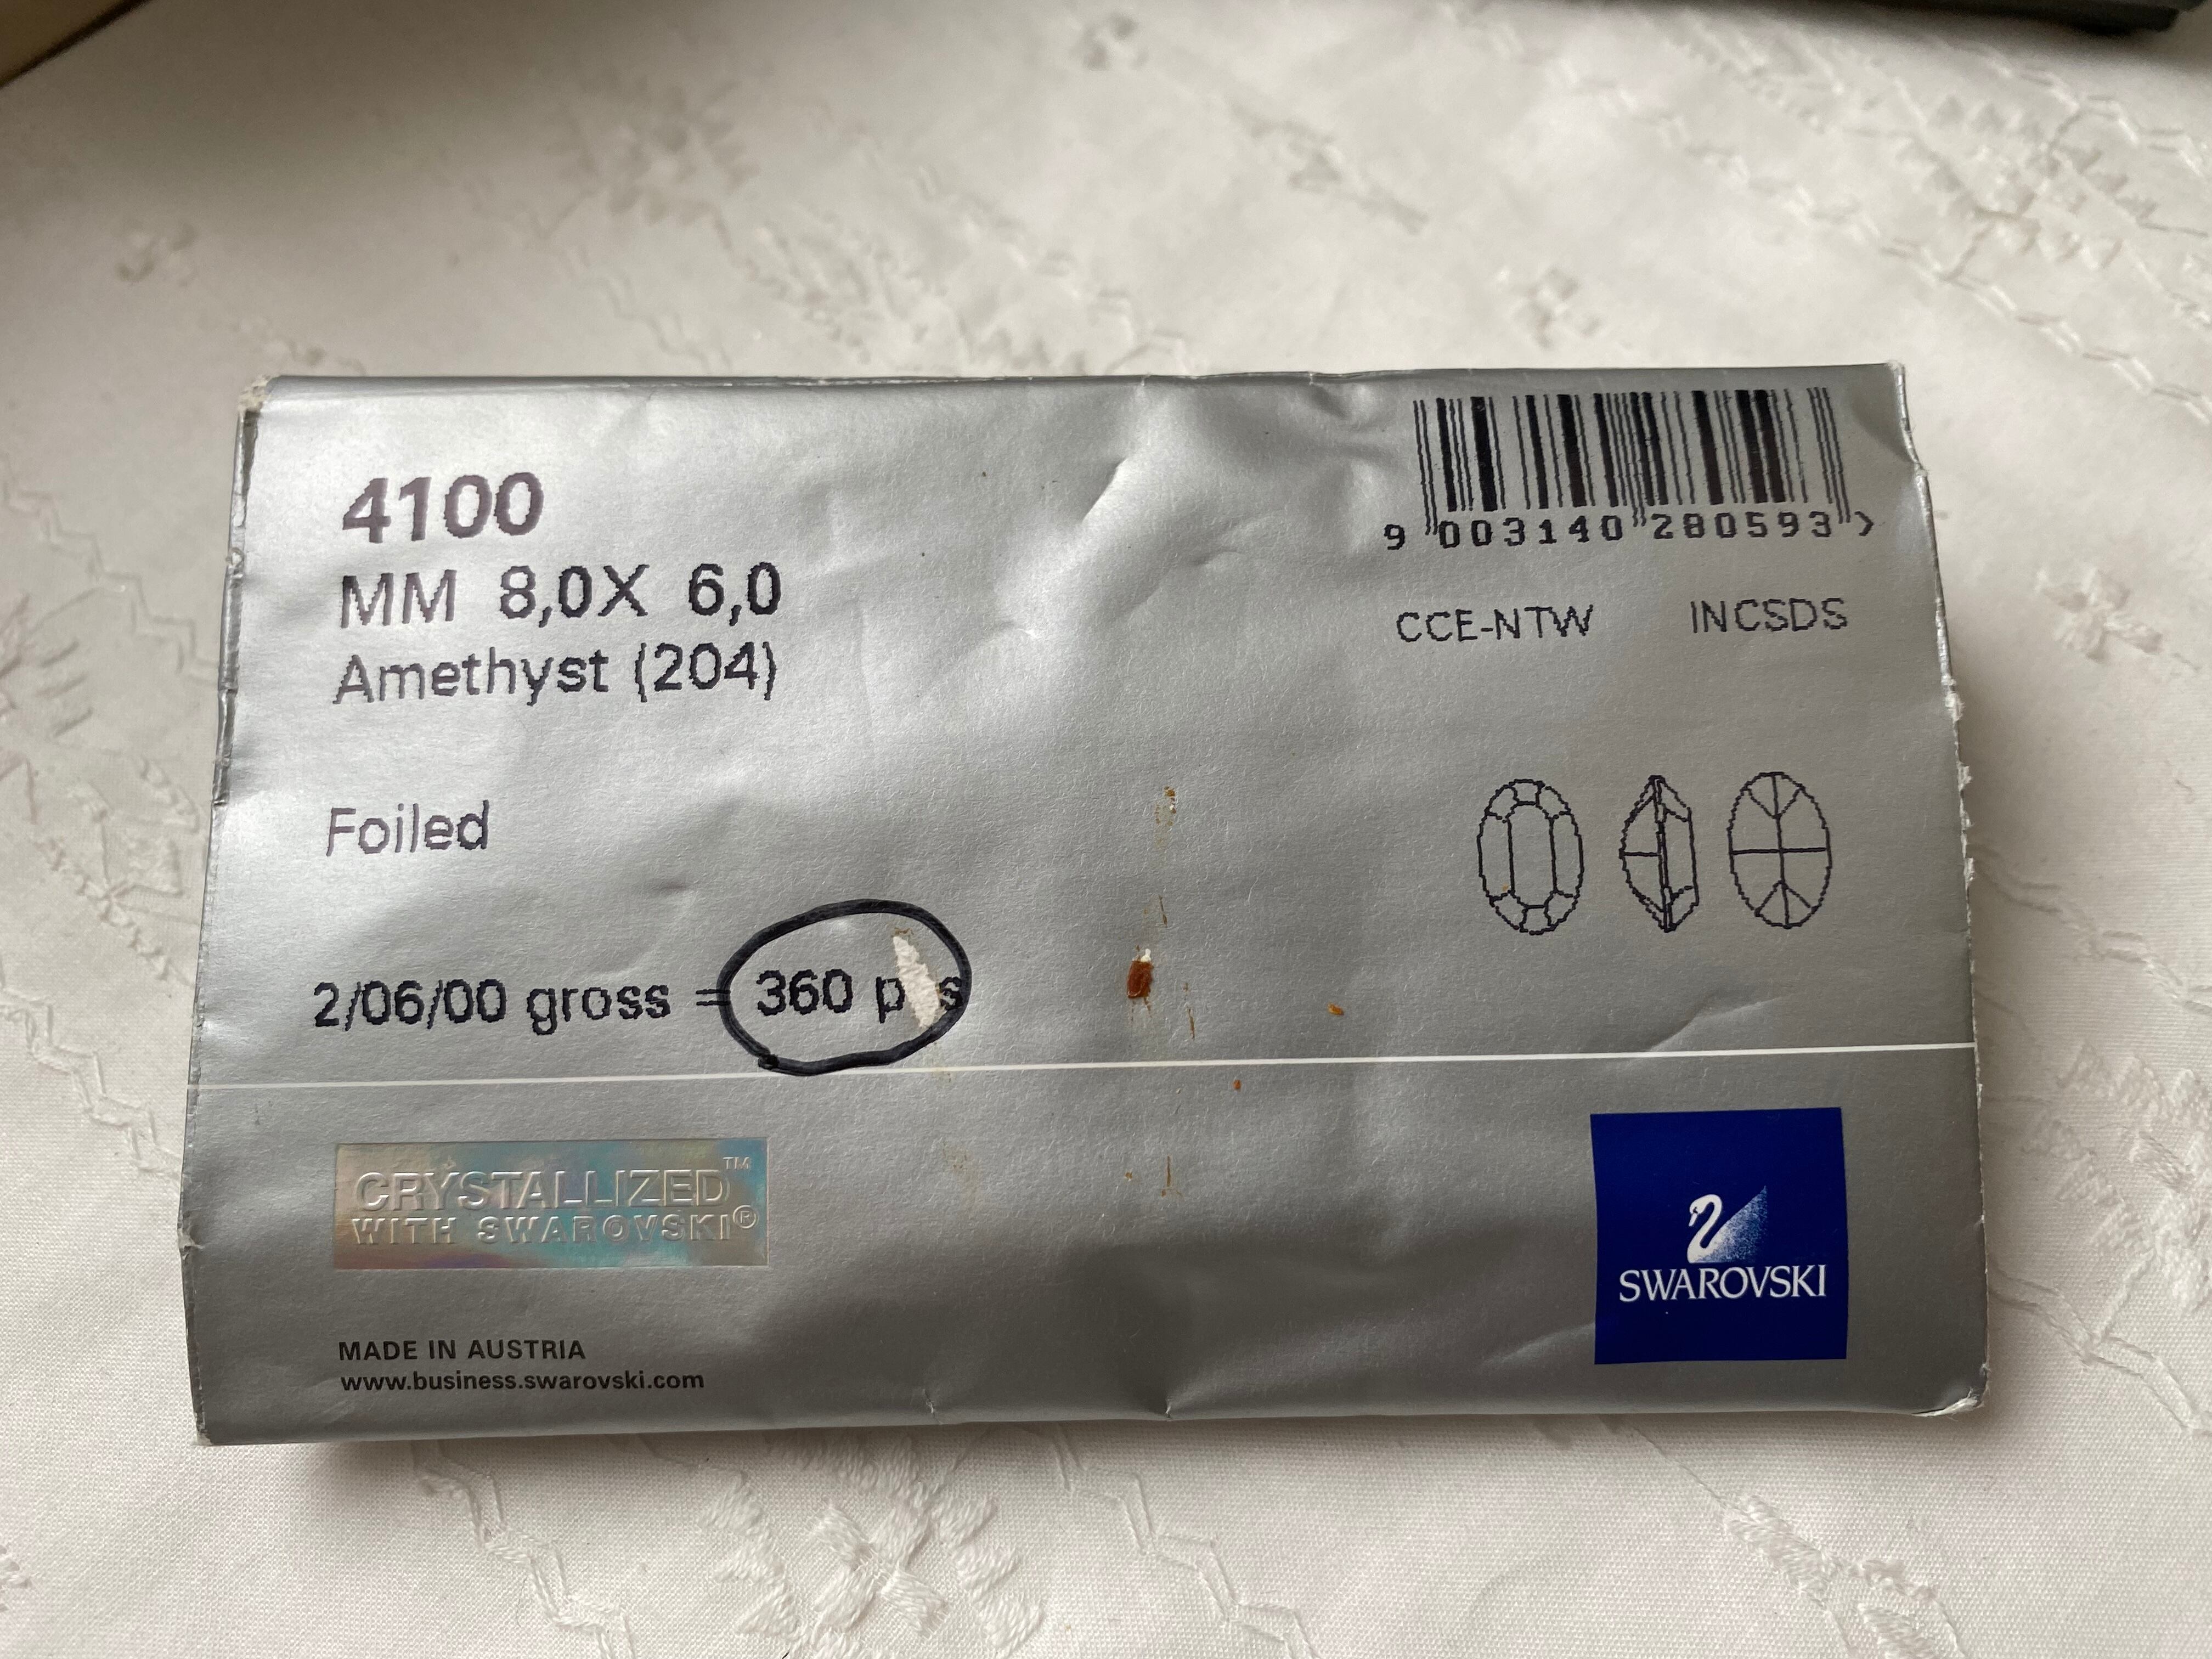 4100
MM 8,0X 6,0
Amethyst (204)
Foiled
2/06/00 gross = 360 p s
9 003140 280593 >
CCE-NTW INCSDS
CRYSTALLIZED™
WITH SWAROVSKI®
MADE IN AUSTRIA
www.business.swarovski.com
SWAROVSKI